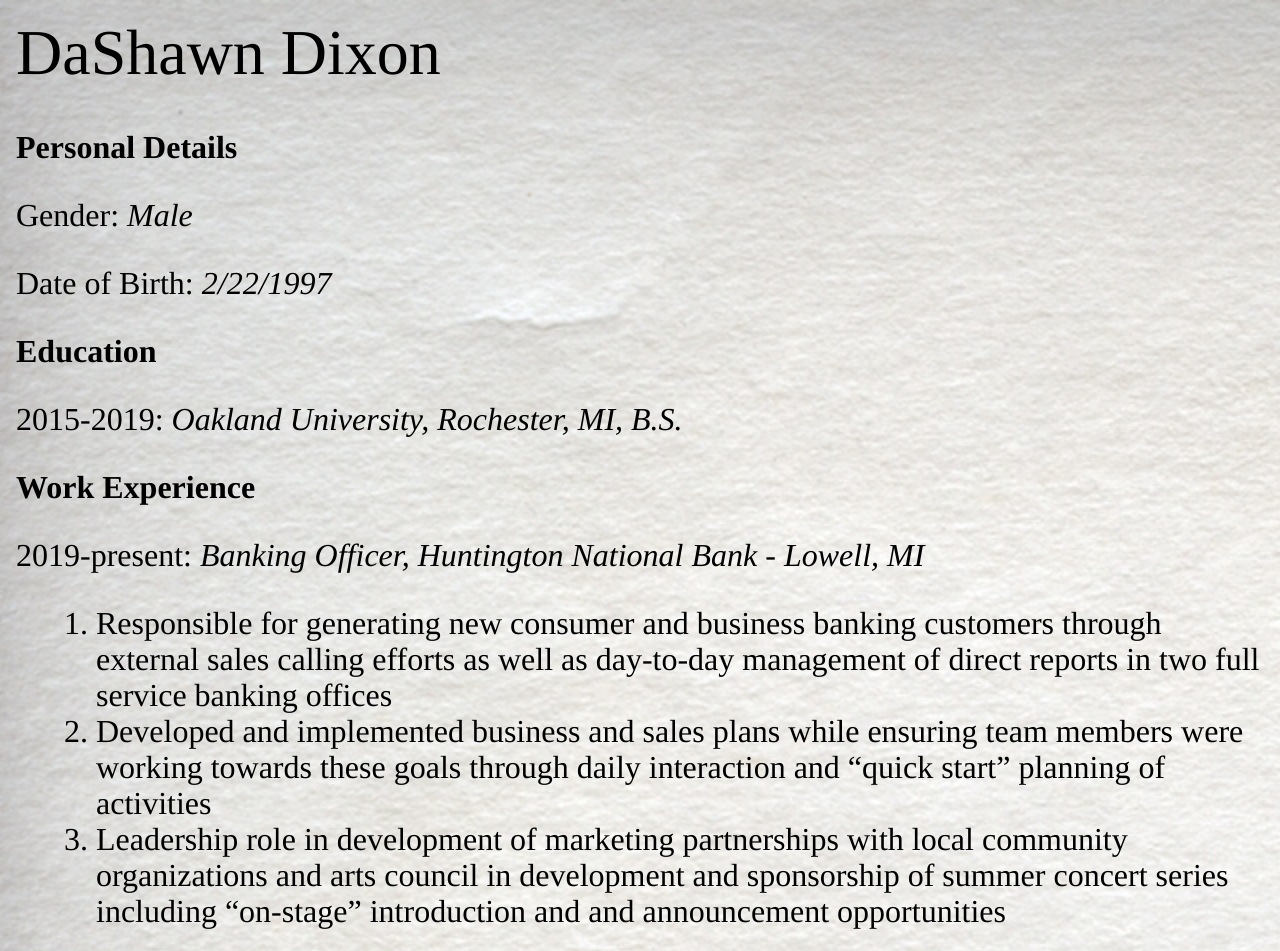 DaShawn Dixon
Personal Details
Gender: Male
Date of Birth: 2/22/1997
Education
2015-2019: Oakland University, Rochester, MI, B.S.
Work Experience
2019-present: Banking Officer, Huntington National Bank - Lowell, MI
1. Responsible for generating new consumer and business banking customers through
external sales calling efforts as well as day-to-day management of direct reports in two full
service banking offices
2. Developed and implemented business and sales plans while ensuring team members were
working towards these goals through daily interaction and “quick start” planning of
activities
3. Leadership role in development of marketing partnerships with local community
organizations and arts council in development and sponsorship of summer concert series
including “on-stage” introduction and and announcement opportunities